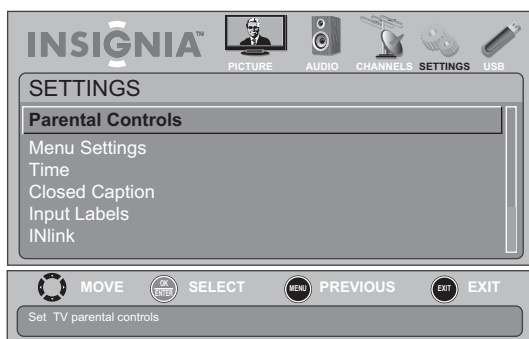 INSIGNIA™
PICTURE AUDIO CHANNELS SETTINGS USB
SETTINGS
Parental Controls
Menu Settings
Time
Closed Caption
Input Labels
INlink
MOVE OK ENTER SELECT MENU PREVIOUS EXIT EXIT
Set TV parental controls